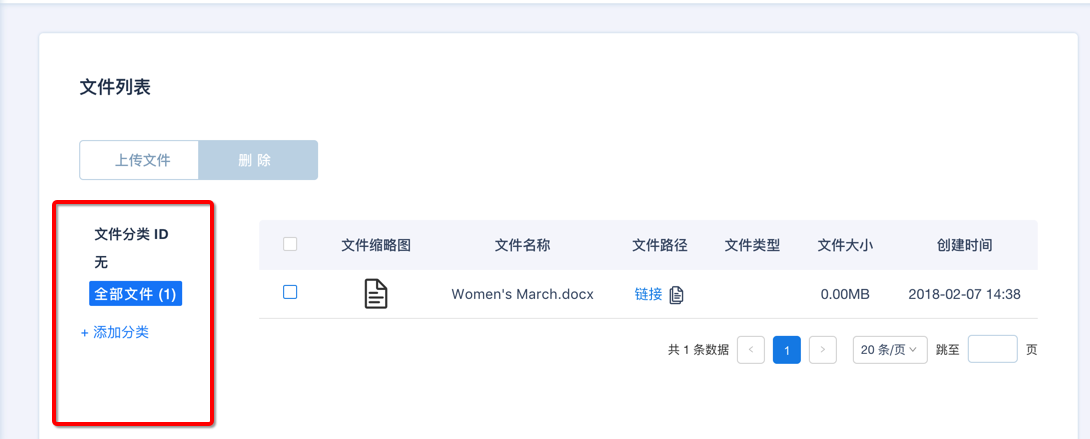 文件列表
上传文件 删 除
文件分类 ID
无
全部文件 (1)
+ 添加分类
文件缩略图 文件名称 文件路径 文件类型 文件大小 创建时间
Women's March.docx 链接 0.00MB 2018-02-07 14:38
共 1 条数据 < 1 > 20 条/页 跳至 页